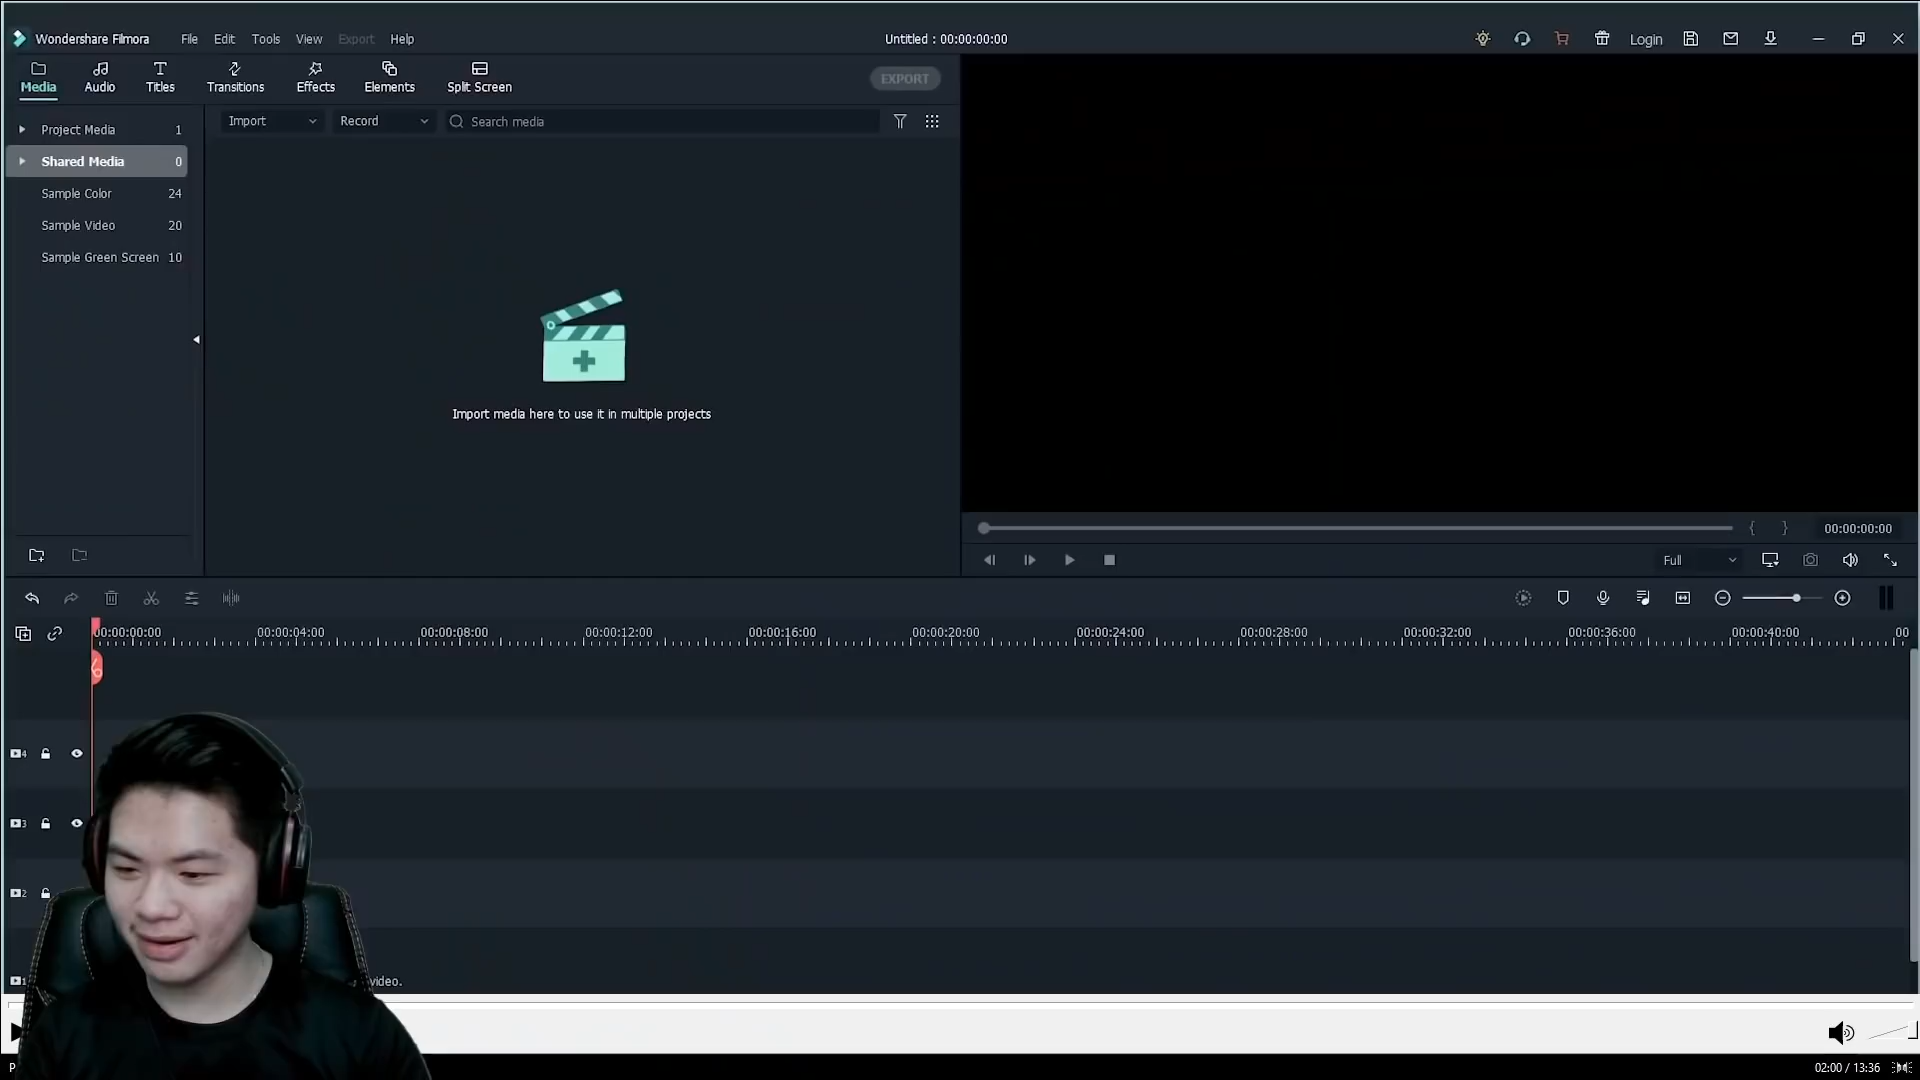 Wondershare Filmora File Edit Tools View Export Help Untitled : 00:00:00:00 Login
Media Audio Titles Transitions Effects Elements Split Screen EXPORT
Import Record Search media
Project Media 1
Shared Media 0
Sample Color 24
Sample Video 20
Sample Green Screen 10
Import media here to use it in multiple projects
{ } 00:00:00:00
Full
00:00:00:00 00:00:04:00 00:00:08:00 00:00:12:00 00:00:16:00 00:00:20:00 00:00:24:00 00:00:28:00 00:00:32:00 00:00:36:00 00:00:40:00 00
4
3
2
1 video.
P 02:00 / 13:36